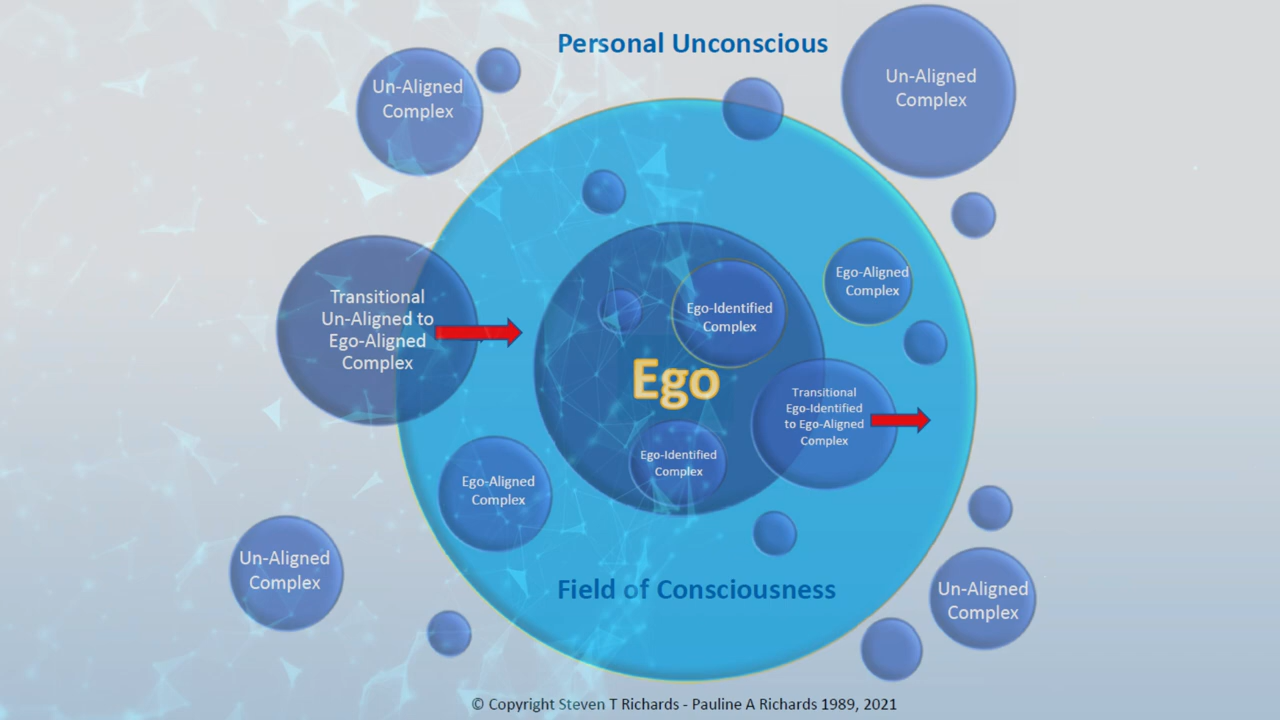 Personal Unconscious
Un-Aligned
Complex
Un-Aligned
Complex
Transitional
Un-Aligned to
Ego-Aligned
Complex
Ego-Identified
Complex
Ego-Aligned
Complex
Ego
Transitional
Ego-Identified
to Ego-Aligned
Complex
Ego-Identified
Complex
Ego-Aligned
Complex
Un-Aligned
Complex
Field of Consciousness
Un-Aligned
Complex
© Copyright Steven T Richards - Pauline A Richards 1989, 2021